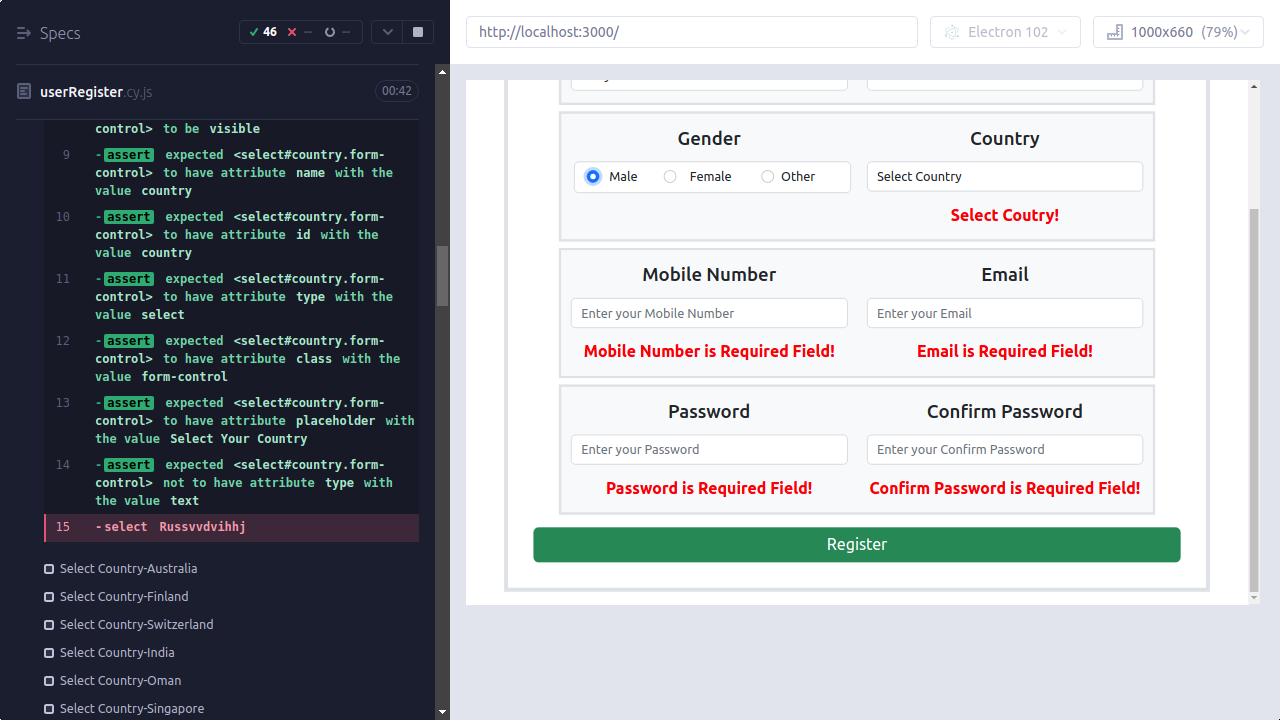 Specs
46 -- --
userRegister.cy.js 00:42
control> to be visible
9 -assert expected <select#country.form-
control> to have attribute name with the
value country
10 -assert expected <select#country.form-
control> to have attribute id with the
value country
11 -assert expected <select#country.form-
control> to have attribute type with the
value select
12 -assert expected <select#country.form-
control> to have attribute class with the
value form-control
13 -assert expected <select#country.form-
control> to have attribute placeholder with
the value Select Your Country
14 -assert expected <select#country.form-
control> not to have attribute type with
the value text
15 -select Russvvdvihhj
Select Country-Australia
Select Country-Finland
Select Country-Switzerland
Select Country-India
Select Country-Oman
Select Country-Singapore
http://localhost:3000/
Electron 102
1000x660 (79%)
Gender Country
Male Female Other Select Country
Select Coutry!
Mobile Number Email
Enter your Mobile Number Enter your Email
Mobile Number is Required Field! Email is Required Field!
Password Confirm Password
Enter your Password Enter your Confirm Password
Password is Required Field! Confirm Password is Required Field!
Register